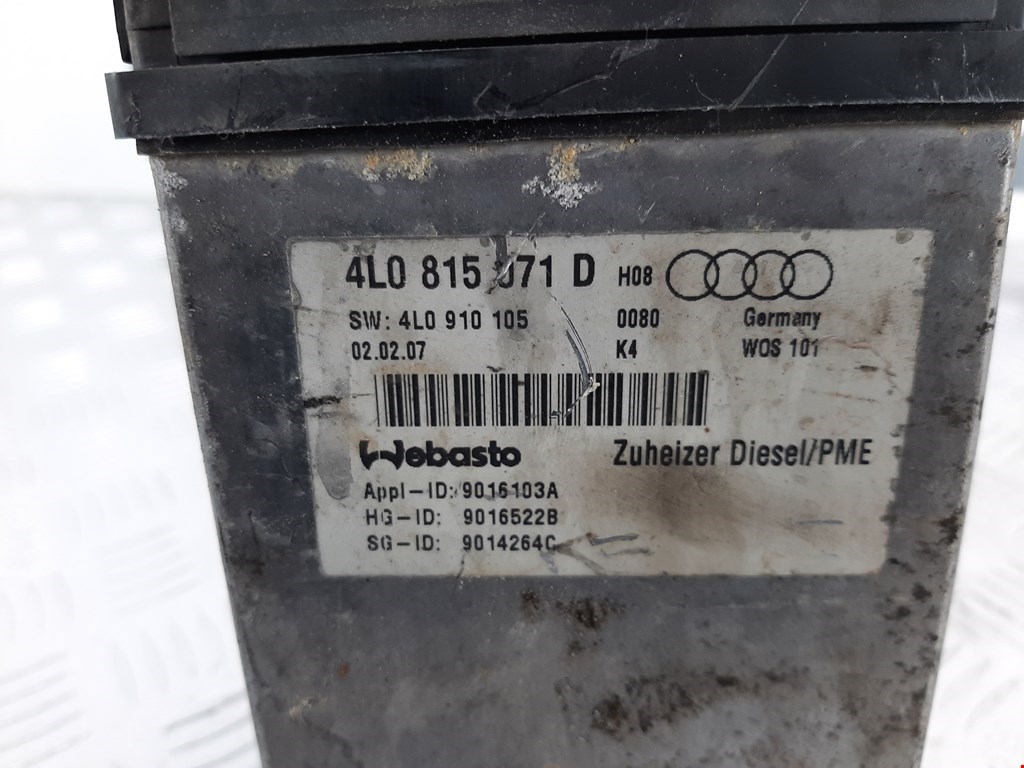 4L0 815 071 D H08
SW: 4L0 910 105 0080 Germany
02.02.07 K4 WOS 101
Webasto Zuheizer Diesel/PME
Appl-ID: 9016103A
HG-ID: 9016522B
SG-ID: 9014264C